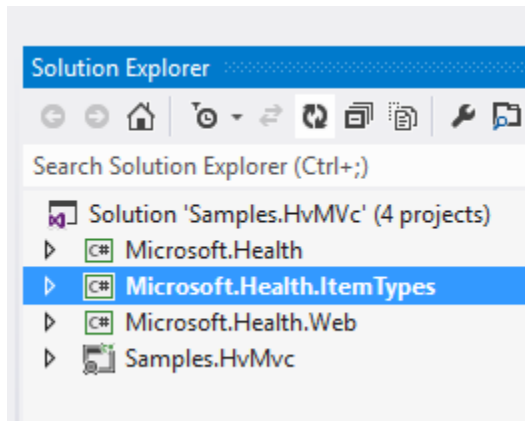 Solution Explorer
Search Solution Explorer (Ctrl+;)
Solution 'Samples.HvMVc' (4 projects)
C# Microsoft.Health
C# Microsoft.Health.ItemTypes
C# Microsoft.Health.Web
Samples.HvMvc